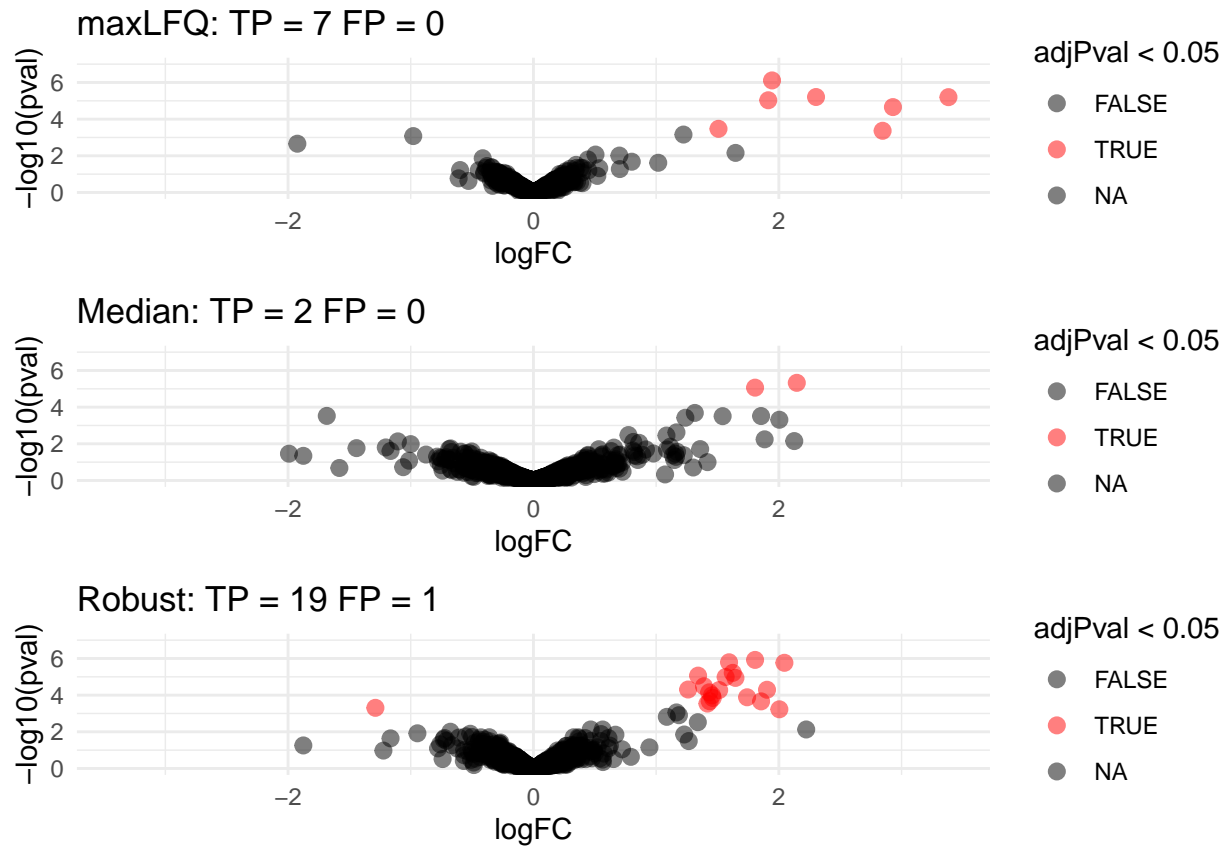 maxLFQ: TP = 7 FP = 0
−log10(pval)
6
4
2
0
−2
0
2
logFC
adjPval < 0.05
FALSE
TRUE
NA
Median: TP = 2 FP = 0
−log10(pval)
6
4
2
0
−2
0
2
logFC
adjPval < 0.05
FALSE
TRUE
NA
Robust: TP = 19 FP = 1
−log10(pval)
6
4
2
0
−2
0
2
logFC
adjPval < 0.05
FALSE
TRUE
NA